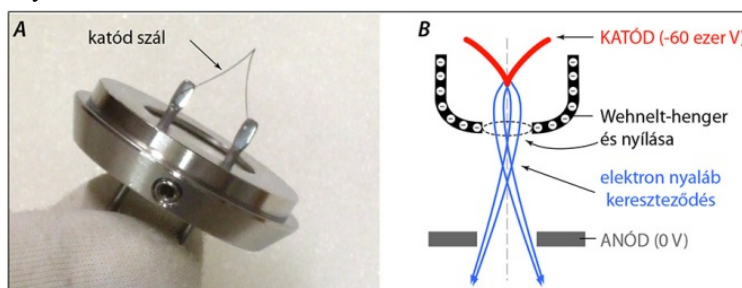 A
katód szál
B
KATÓD (-60 ezer V)
Wehnelt-henger
és nyílása
elektron nyaláb
kereszteződés
ANÓD (0 V)